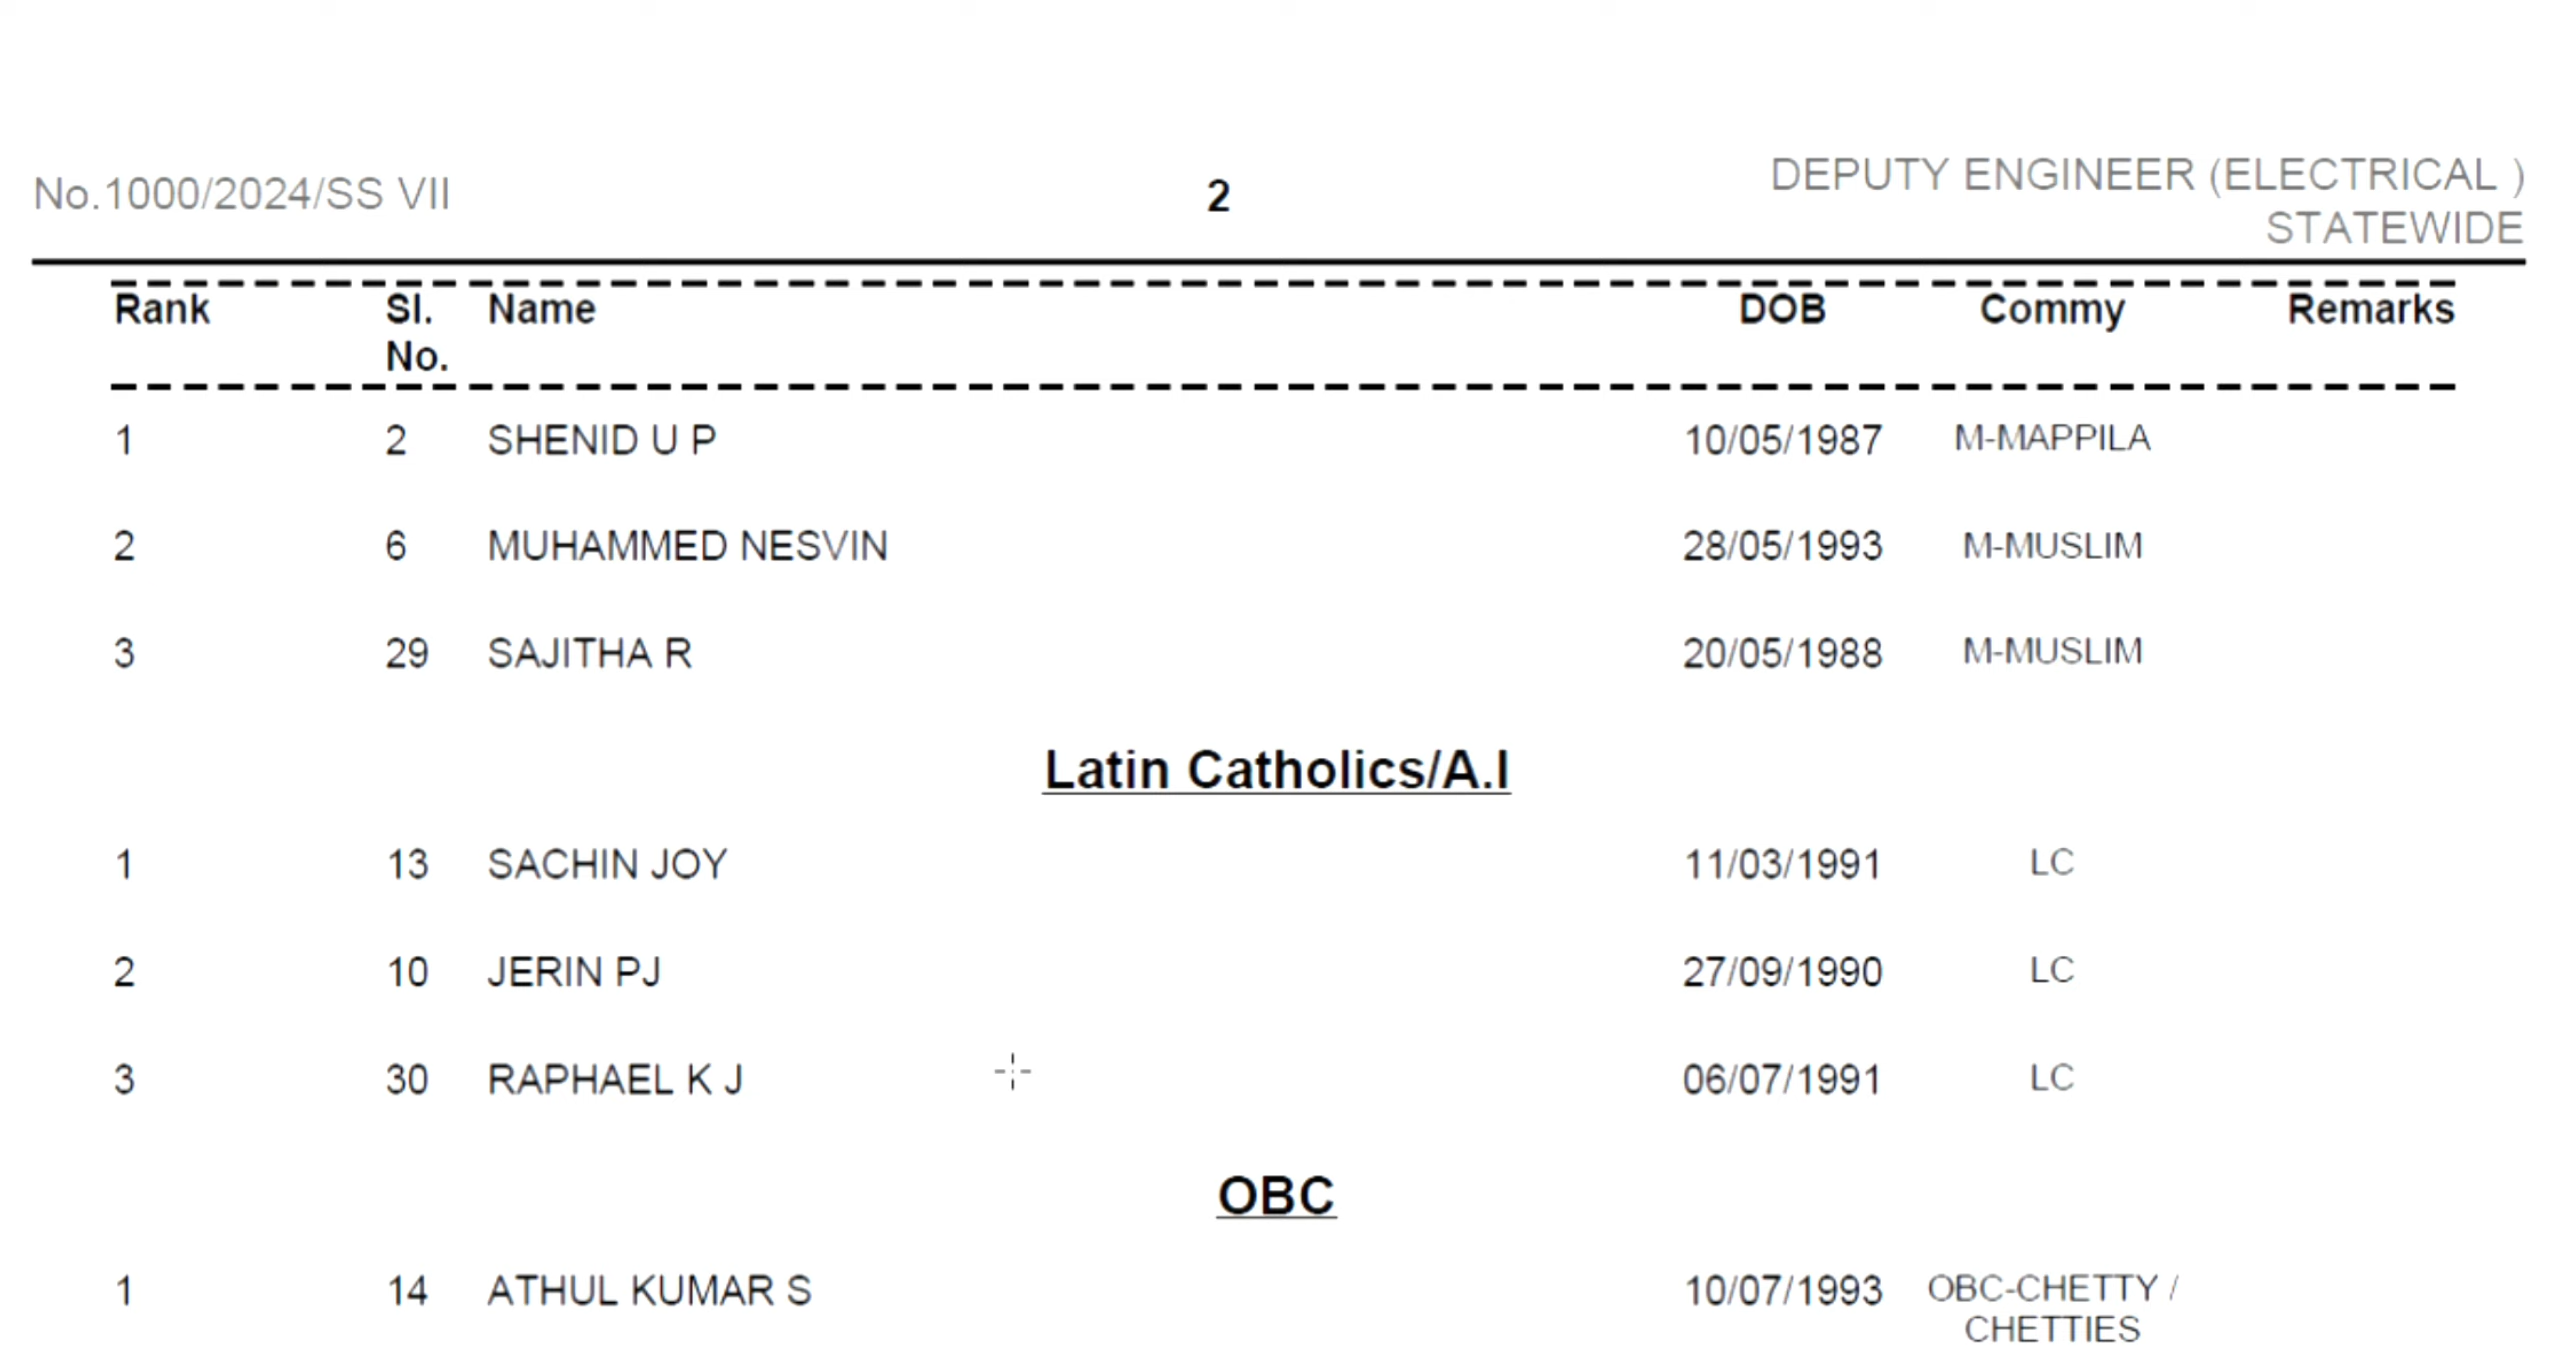 No.1000/2024/SS VII 2 DEPUTY ENGINEER (ELECTRICAL )
STATEWIDE
Rank Sl. Name DOB Commy Remarks
No.
1 2 SHENID U P 10/05/1987 M-MAPPILA
2 6 MUHAMMED NESVIN 28/05/1993 M-MUSLIM
3 29 SAJITHA R 20/05/1988 M-MUSLIM
Latin Catholics/A.I
1 13 SACHIN JOY 11/03/1991 LC
2 10 JERIN PJ 27/09/1990 LC
3 30 RAPHAEL K J 06/07/1991 LC
OBC
1 14 ATHUL KUMAR S 10/07/1993 OBC-CHETTY /
CHETTIES